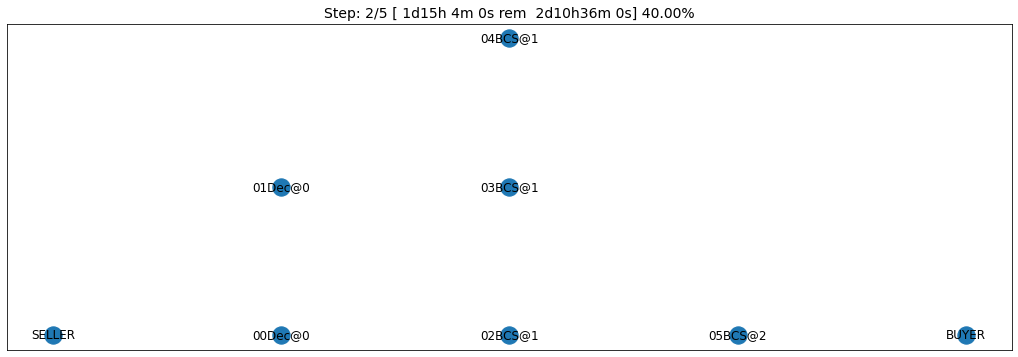 Step: 2/5 [ 1d15h 4m 0s rem  2d10h36m 0s] 40.00%
04BCS@1
01Dec@0 03BCS@1
SELLER 00Dec@0 02BCS@1 05BCS@2 BUYER